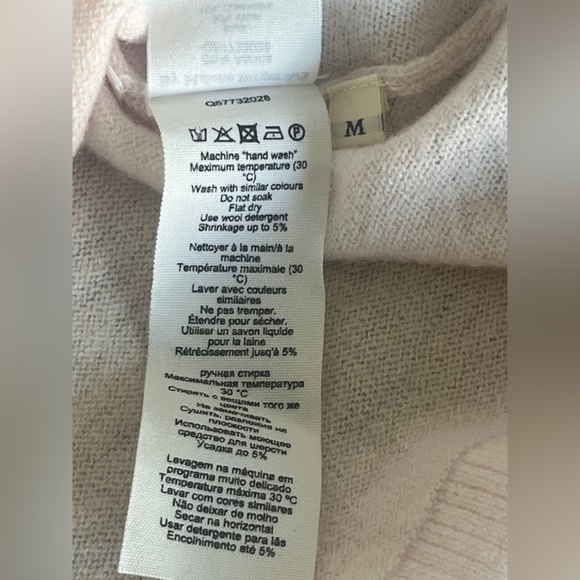 Q67732028
M
Machine "hand wash"
Maximum temperature (30
°C)
Wash with similar colours
Do not soak
Flat dry
Use wool detergent
Shrinkage up to 5%
Nettoyer à la main/à la
machine
Température maximale (30
°C)
Laver avec couleurs
similaires
Ne pas tremper.
Étendre pour sécher.
Utiliser un savon liquide
pour la laine
Rétrécissement jusqu'à 5%
ручная стирка
Максимальная температура
30 °C
Стирать с вещами того же
цвета
Не замачивать
Сушить, разложив на
плоскости
Использовать моющее
средство для шерсти
Усадка до 5%
Lavagem na máquina em
programa muito delicado
Temperatura máxima 30 ºC
Lavar com cores similares
Não deixar de molho
Secar na horizontal
Usar detergente para lãs
Encolhimento até 5%